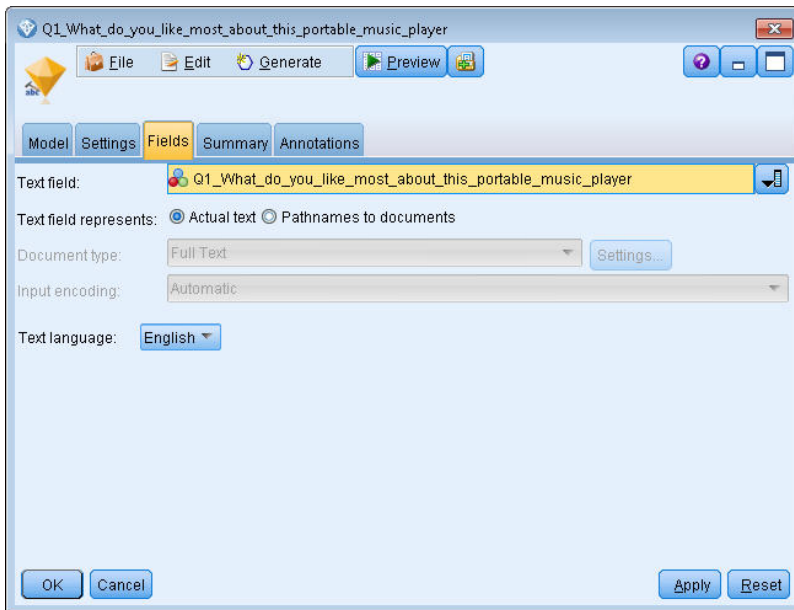 Q1_What_do_you_like_most_about_this_portable_music_player
File Edit Generate Preview
abc
Model Settings Fields Summary Annotations
Text field: Q1_What_do_you_like_most_about_this_portable_music_player
Text field represents: Actual text Pathnames to documents
Document type: Full Text Settings...
Input encoding: Automatic
Text language: English
OK Cancel Apply Reset